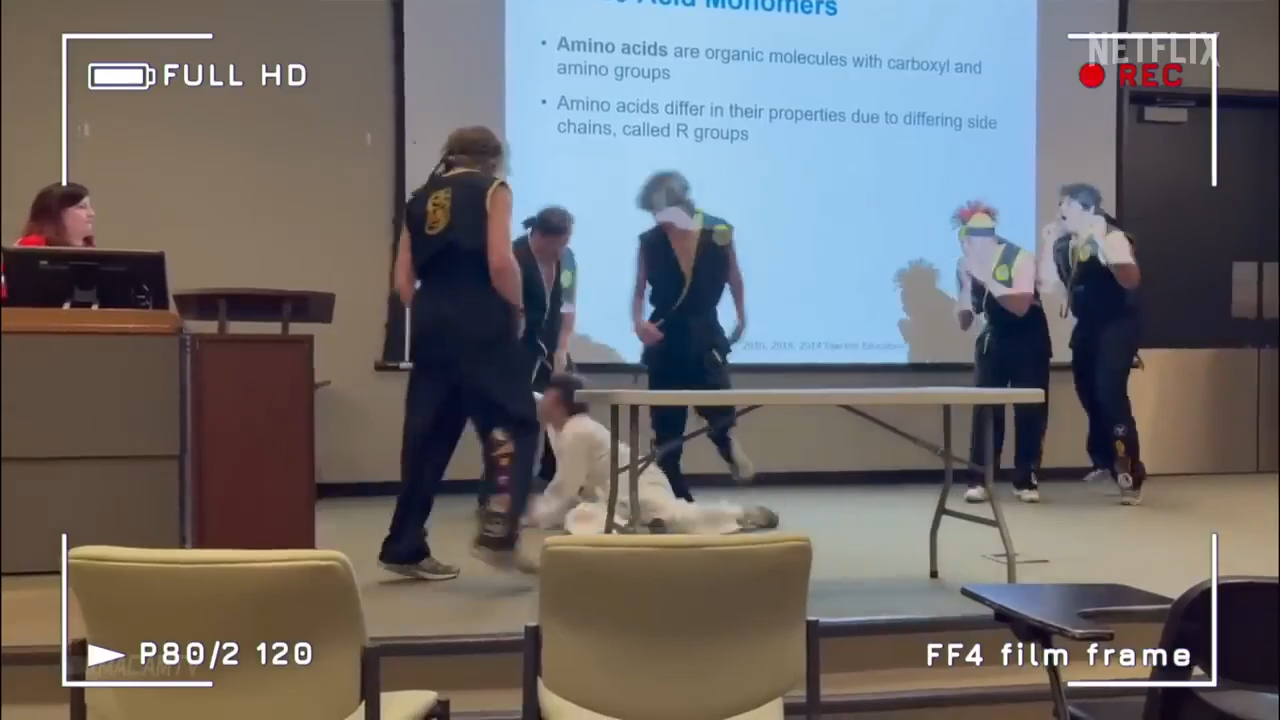 Acid Monomers
NETFLIX
FULL HD
REC
• Amino acids are organic molecules with carboxyl and
amino groups
• Amino acids differ in their properties due to differing side
chains, called R groups
P80/2 120
FF4 film frame